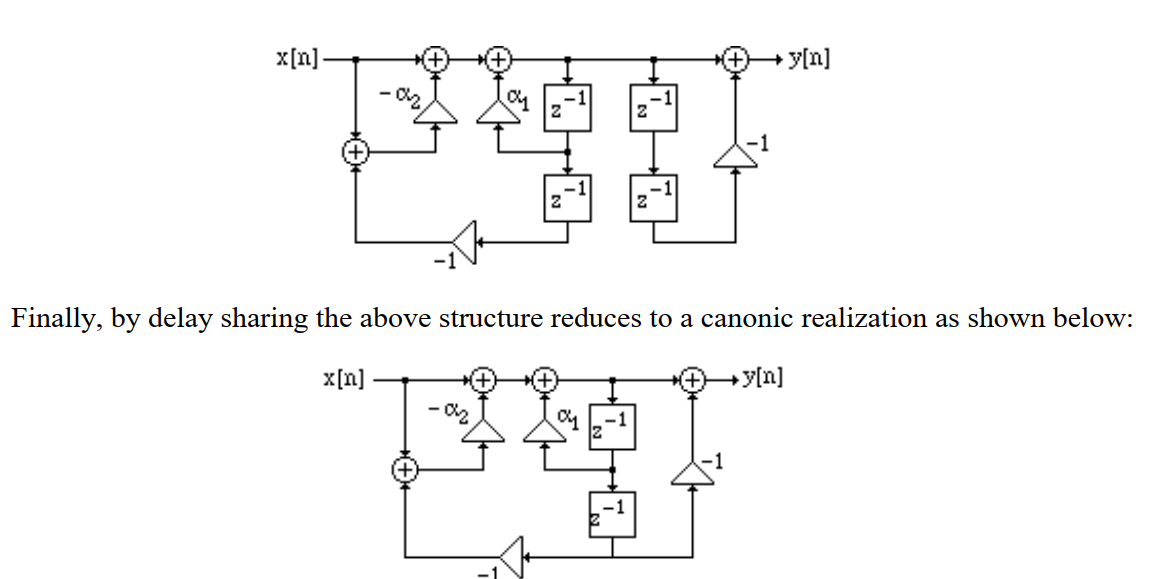 x[n] y[n]
- α₂ α₁ z⁻¹ z⁻¹
-1
z⁻¹ z⁻¹
-1
Finally, by delay sharing the above structure reduces to a canonic realization as shown below:
x[n] y[n]
- α₂ α₁ z⁻¹
-1
z⁻¹
-1